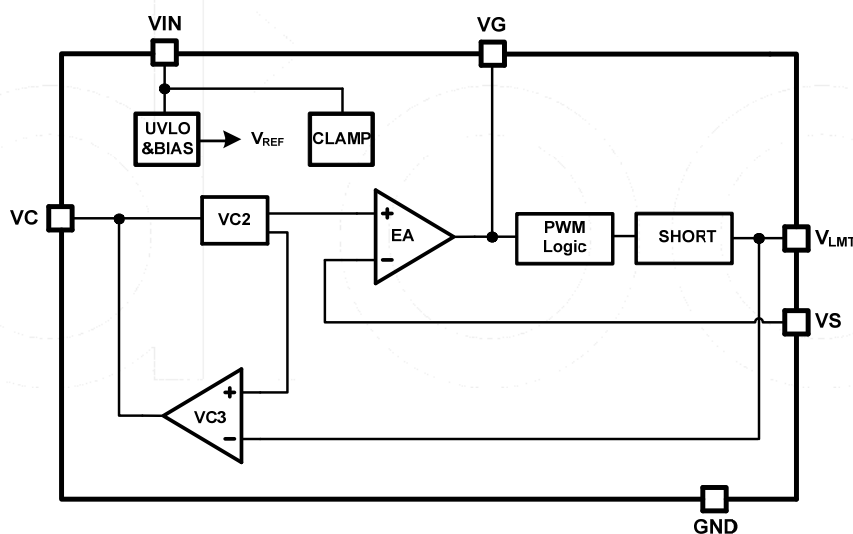 VIN
VG
UVLO
&BIAS
VREF
CLAMP
VC
VC2
+
EA
−
PWM
Logic
SHORT
VLMT
VS
+
VC3
−
GND